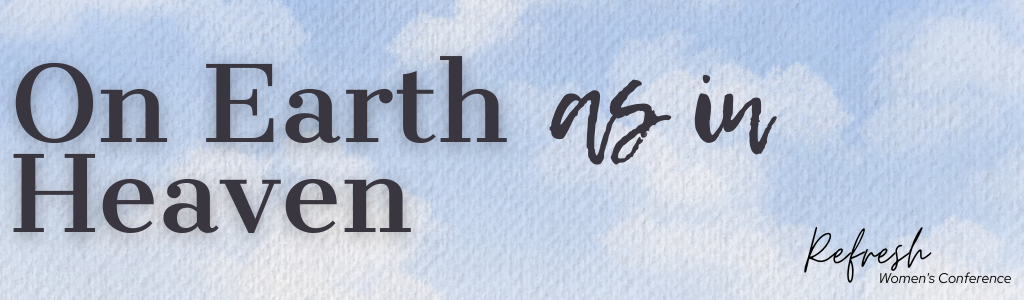 On Earth as in
Heaven
Refresh
Women's Conference